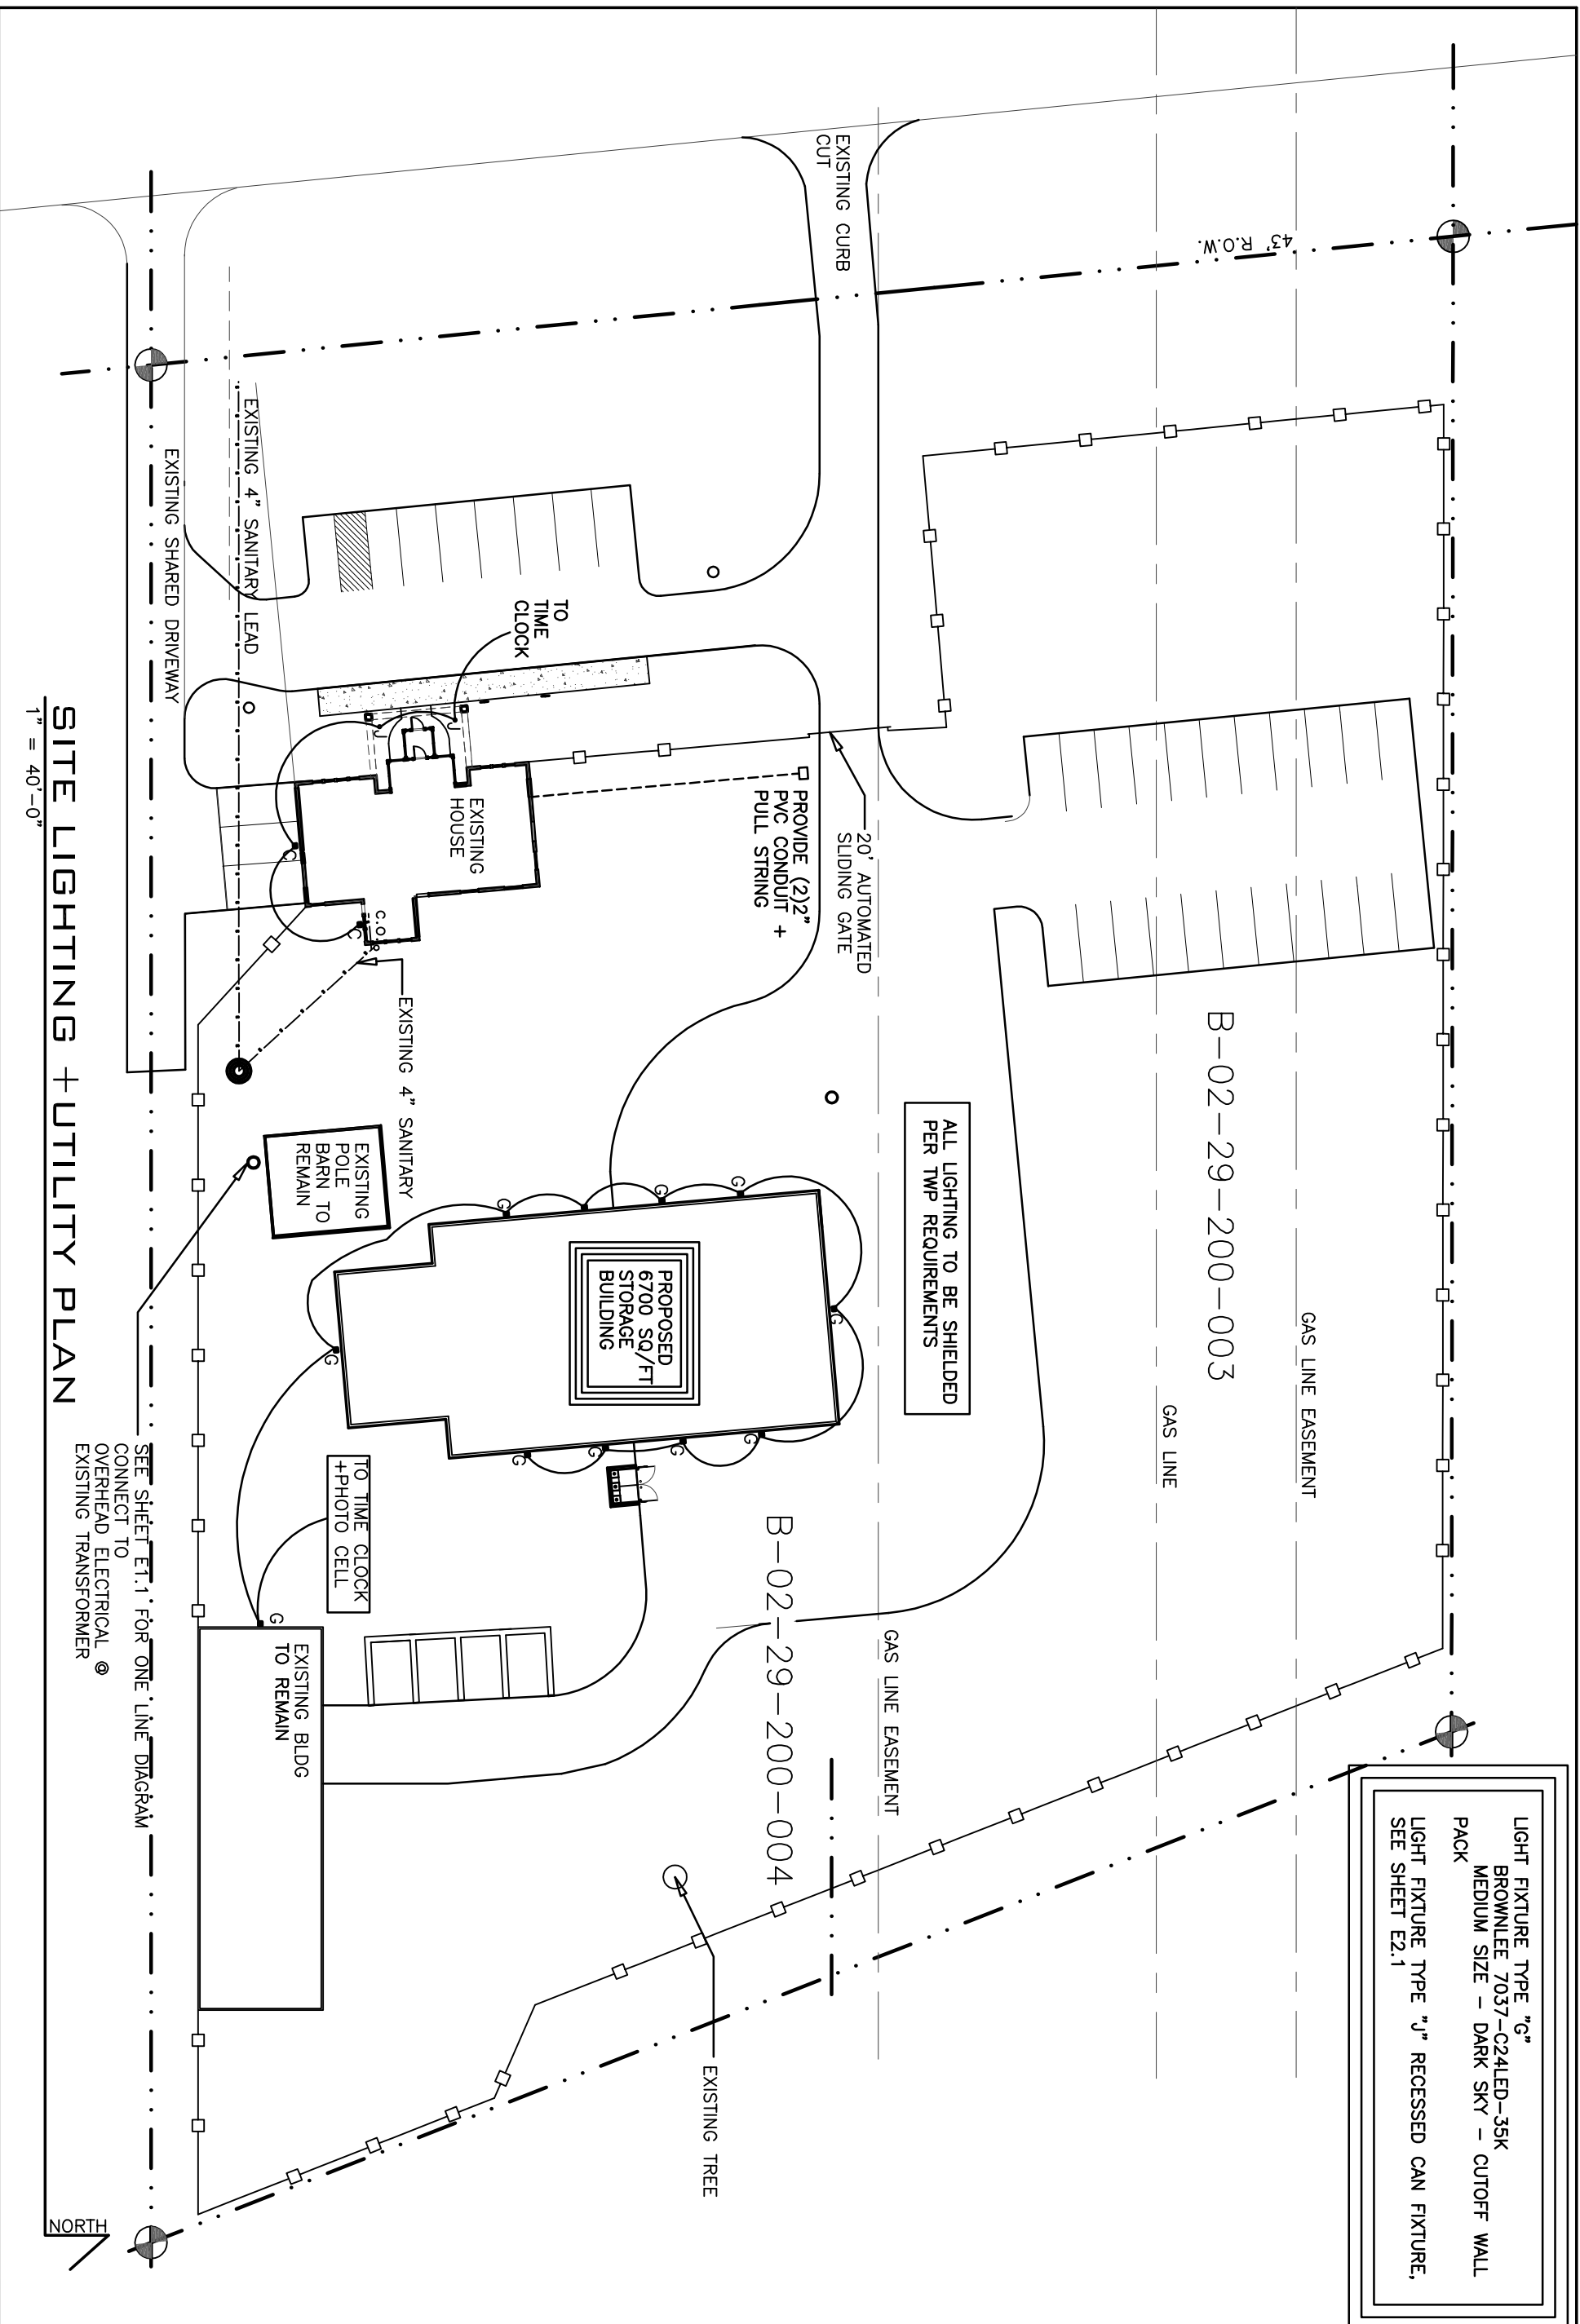 LIGHT FIXTURE TYPE "G"
BROWNLEE 7037-C24LED-35K
MEDIUM SIZE - DARK SKY - CUTOFF WALL
PACK
LIGHT FIXTURE TYPE "J" RECESSED CAN FIXTURE,
SEE SHEET E2.1
43' R.O.W.
GAS LINE EASEMENT
B-02-29-200-003
GAS LINE
ALL LIGHTING TO BE SHIELDED
PER TWP REQUIREMENTS
GAS LINE EASEMENT
EXISTING CURB
CUT
20' AUTOMATED
SLIDING GATE
PROVIDE (2)2"
PVC CONDUIT +
PULL STRING
B-02-29-200-004
EXISTING TREE
TO
TIME
CLOCK
PROPOSED
6700 SQ/FT
STORAGE
BUILDING
G
G
G
G
G
G
G
G
G
G
J
J
EXISTING
HOUSE
C
C
C.O.
EXISTING 4" SANITARY
EXISTING 4" SANITARY LEAD
EXISTING SHARED DRIVEWAY
EXISTING
POLE
BARN TO
REMAIN
TO TIME CLOCK
+PHOTO CELL
EXISTING BLDG
TO REMAIN
SEE SHEET E1.1 FOR ONE LINE DIAGRAM
CONNECT TO
OVERHEAD ELECTRICAL @
EXISTING TRANSFORMER
SITE LIGHTING +UTILITY PLAN
1" = 40'-0"
NORTH